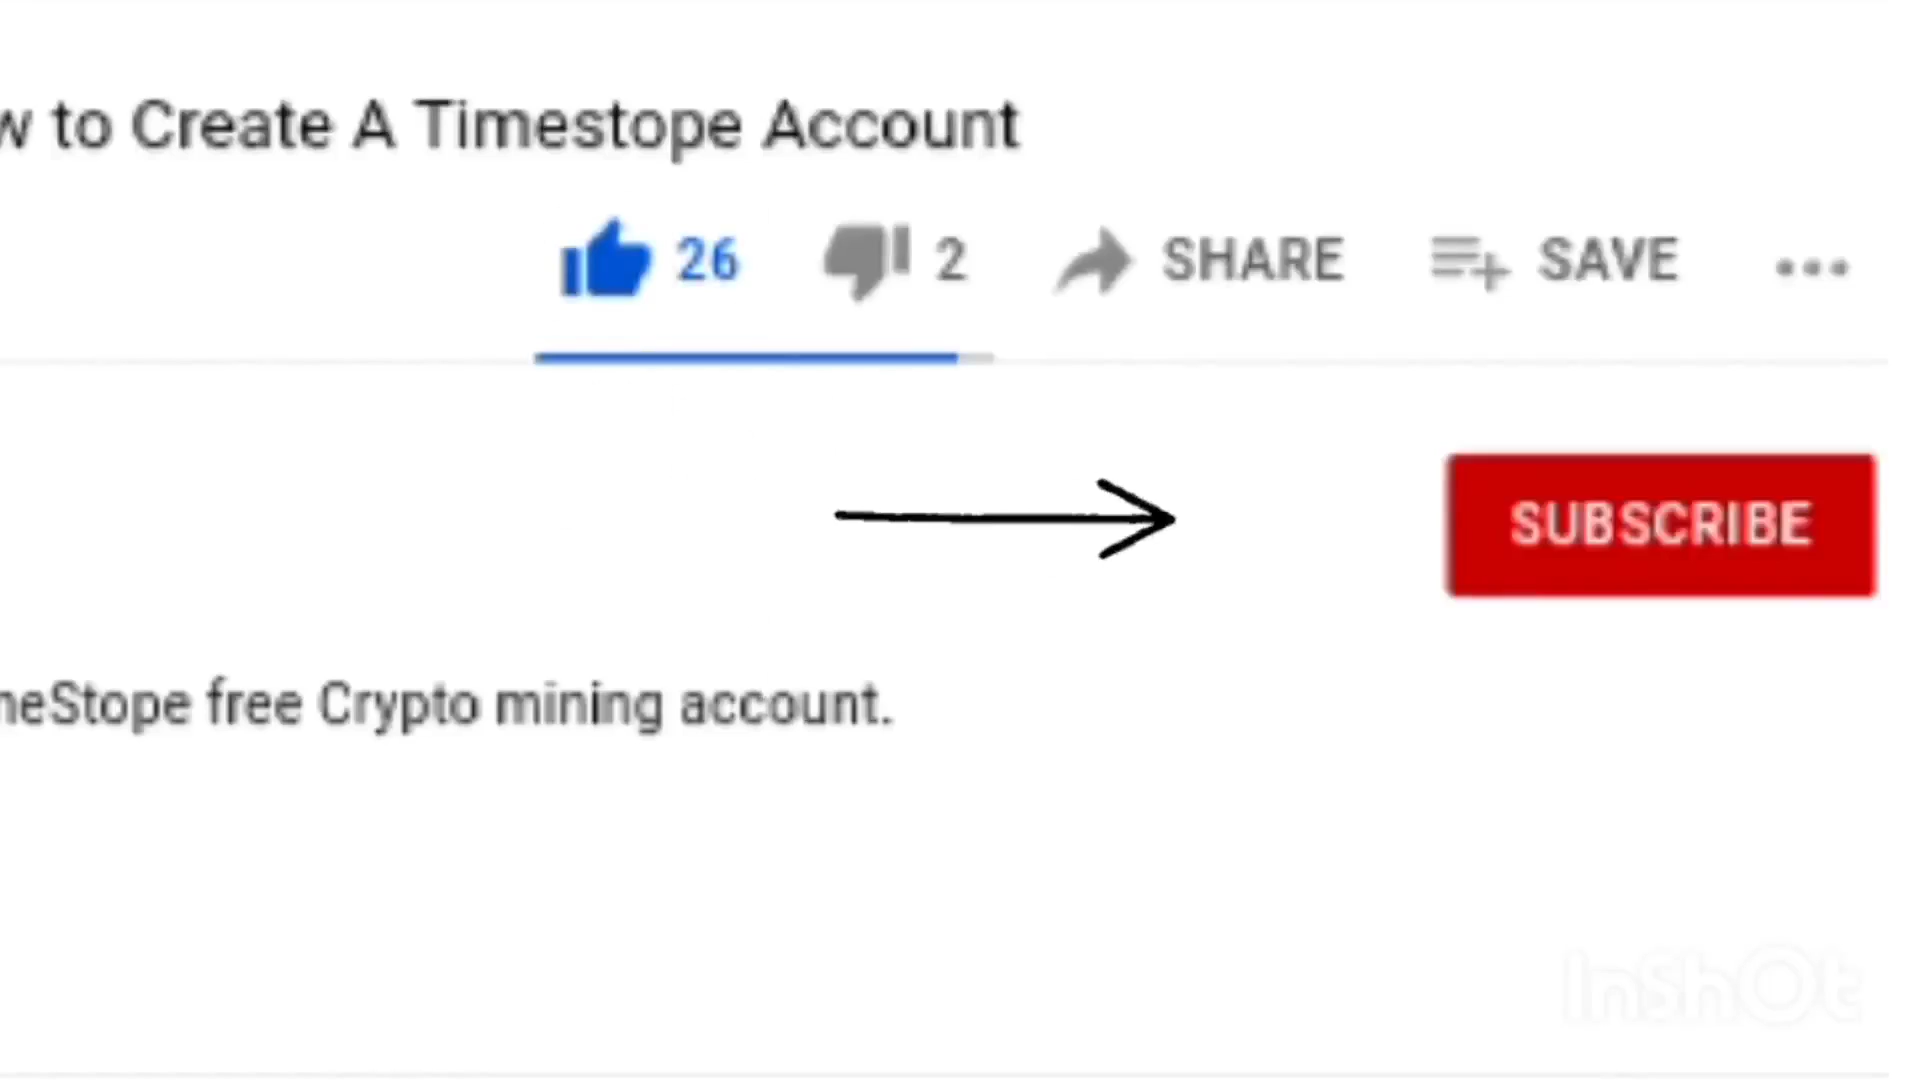 w to Create A Timestope Account
26 2 SHARE SAVE
SUBSCRIBE
neStope free Crypto mining account.
InShOt